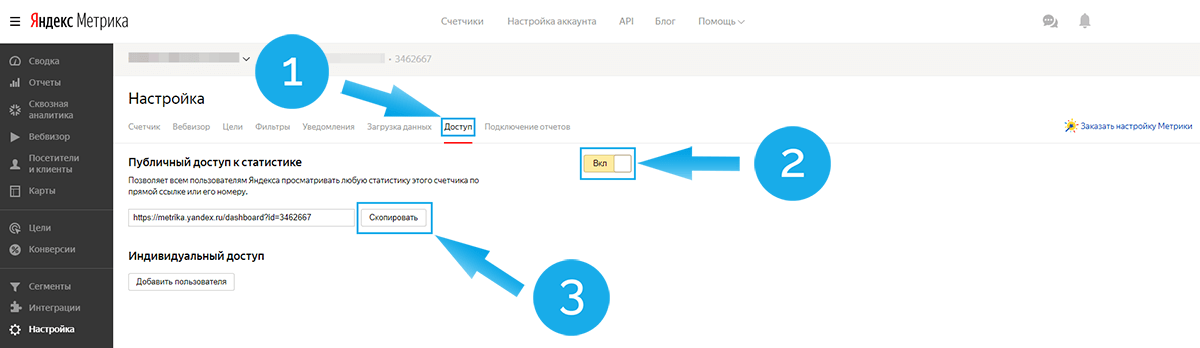 Яндекс Метрика
Счетчики Настройка аккаунта API Блог Помощь
Сводка
Отчеты
Сквозная
аналитика
Вебвизор
Посетители
и клиенты
Карты
Цели
Конверсии
Сегменты
Интеграции
Настройка
• 3462667
1
Настройка
Счетчик Вебвизор Цели Фильтры Уведомления Загрузка данных Доступ Подключение отчетов
Заказать настройку Метрики
Публичный доступ к статистике
Вкл
2
Позволяет всем пользователям Яндекса просматривать любую статистику этого счетчика по
прямой ссылке или его номеру.
https://metrika.yandex.ru/dashboard?id=3462667 Скопировать
3
Индивидуальный доступ
Добавить пользователя